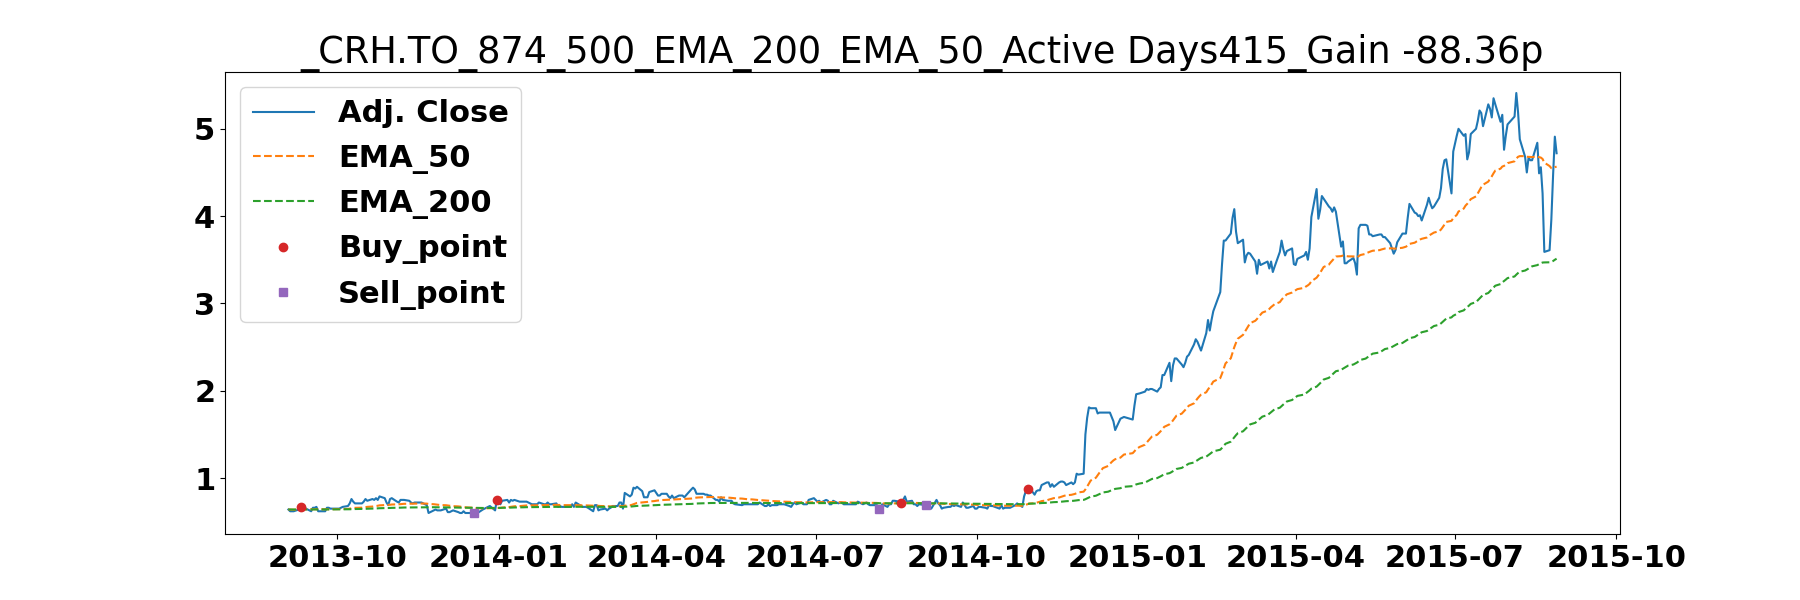 _CRH.TO_874_500_EMA_200_EMA_50_Active Days415_Gain -88.36p
Adj. Close
EMA_50
EMA_200
Buy_point
Sell_point
5
4
3
2
1
2013-10 2014-01 2014-04 2014-07 2014-10 2015-01 2015-04 2015-07 2015-10